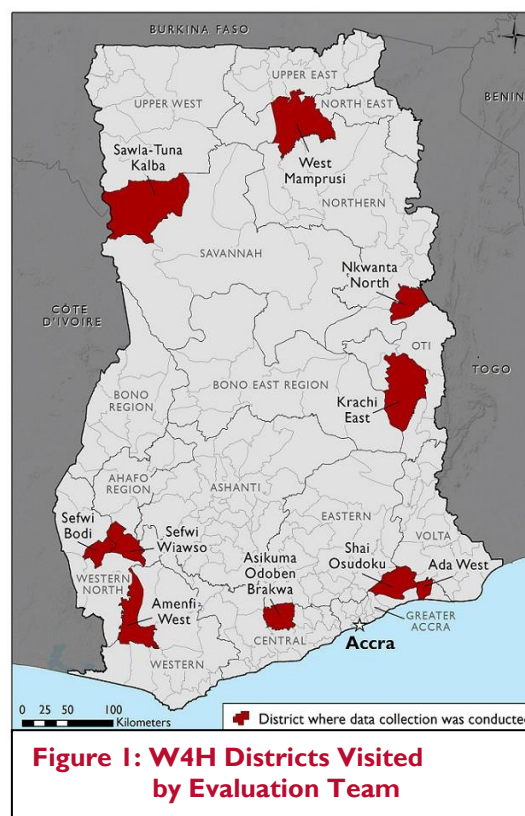 BURKINA FASO
UPPER EAST
BENIN
UPPER WEST
NORTH EAST
Sawla-Tuna
Kalba
West
Mamprusi
NORTHERN
SAVANNAH
Nkwanta
North
CÔTE
D'IVOIRE
OTI
TOGO
BONO
REGION
BONO EAST REGION
Krachi
East
AHAFO
REGION
ASHANTI
EASTERN
VOLTA
Sefwi
Bodi
Sefwi
Wiawso
Asikuma
Odoben
Brakwa
Shai
Osudoku
Ada West
WESTERN
NORTH
Amenfi-
West
GREATER
ACCRA
CENTRAL
Accra
WESTERN
0 25 50 100
Kilometers
District where data collection was conducted
Figure 1: W4H Districts Visited
by Evaluation Team